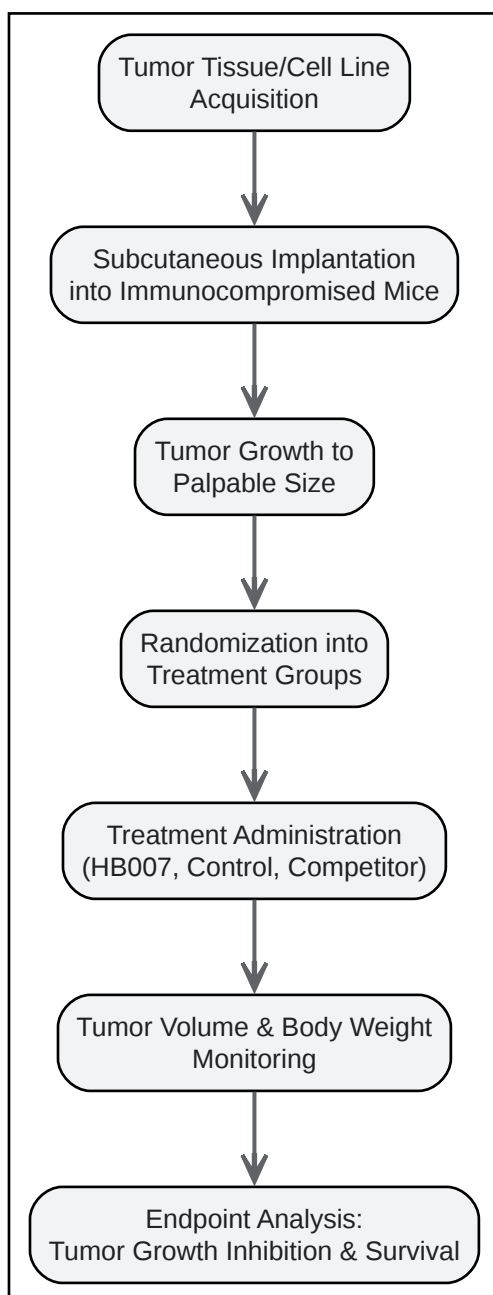 Tumor Tissue/Cell Line
Acquisition
Subcutaneous Implantation
into Immunocompromised Mice
Tumor Growth to
Palpable Size
Randomization into
Treatment Groups
Treatment Administration
(HB007, Control, Competitor)
Tumor Volume & Body Weight
Monitoring
Endpoint Analysis:
Tumor Growth Inhibition & Survival